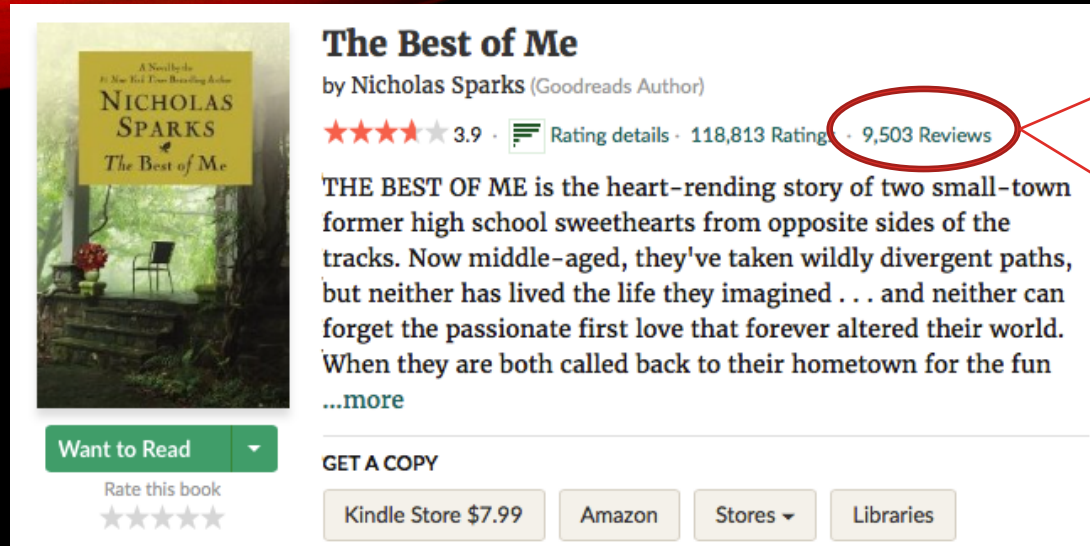 A Novel by the
#1 New York Times Bestselling Author
NICHOLAS
SPARKS
The Best of Me
The Best of Me
by Nicholas Sparks (Goodreads Author)
3.9 · Rating details · 118,813 Ratings · 9,503 Reviews
THE BEST OF ME is the heart-rending story of two small-town
former high school sweethearts from opposite sides of the
tracks. Now middle-aged, they've taken wildly divergent paths,
but neither has lived the life they imagined . . . and neither can
forget the passionate first love that forever altered their world.
When they are both called back to their hometown for the fun
...more
Want to Read
Rate this book
GET A COPY
Kindle Store $7.99 Amazon Stores Libraries